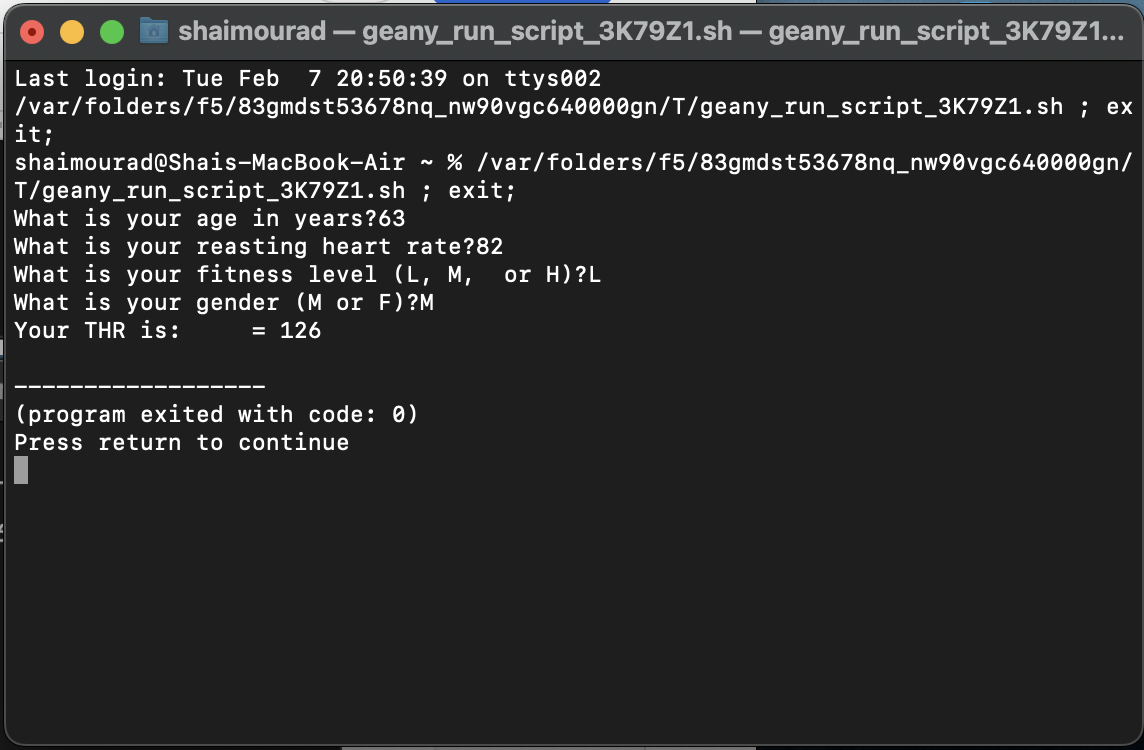 shaimourad — geany_run_script_3K79Z1.sh — geany_run_script_3K79Z1...
Last login: Tue Feb  7 20:50:39 on ttys002
/var/folders/f5/83gmdst53678nq_nw90vgc640000gn/T/geany_run_script_3K79Z1.sh ; ex
it;
shaimourad@Shais-MacBook-Air ~ % /var/folders/f5/83gmdst53678nq_nw90vgc640000gn/
T/geany_run_script_3K79Z1.sh ; exit;
What is your age in years?63
What is your reasting heart rate?82
What is your fitness level (L, M,  or H)?L
What is your gender (M or F)?M
Your THR is:     = 126
------------------
(program exited with code: 0)
Press return to continue